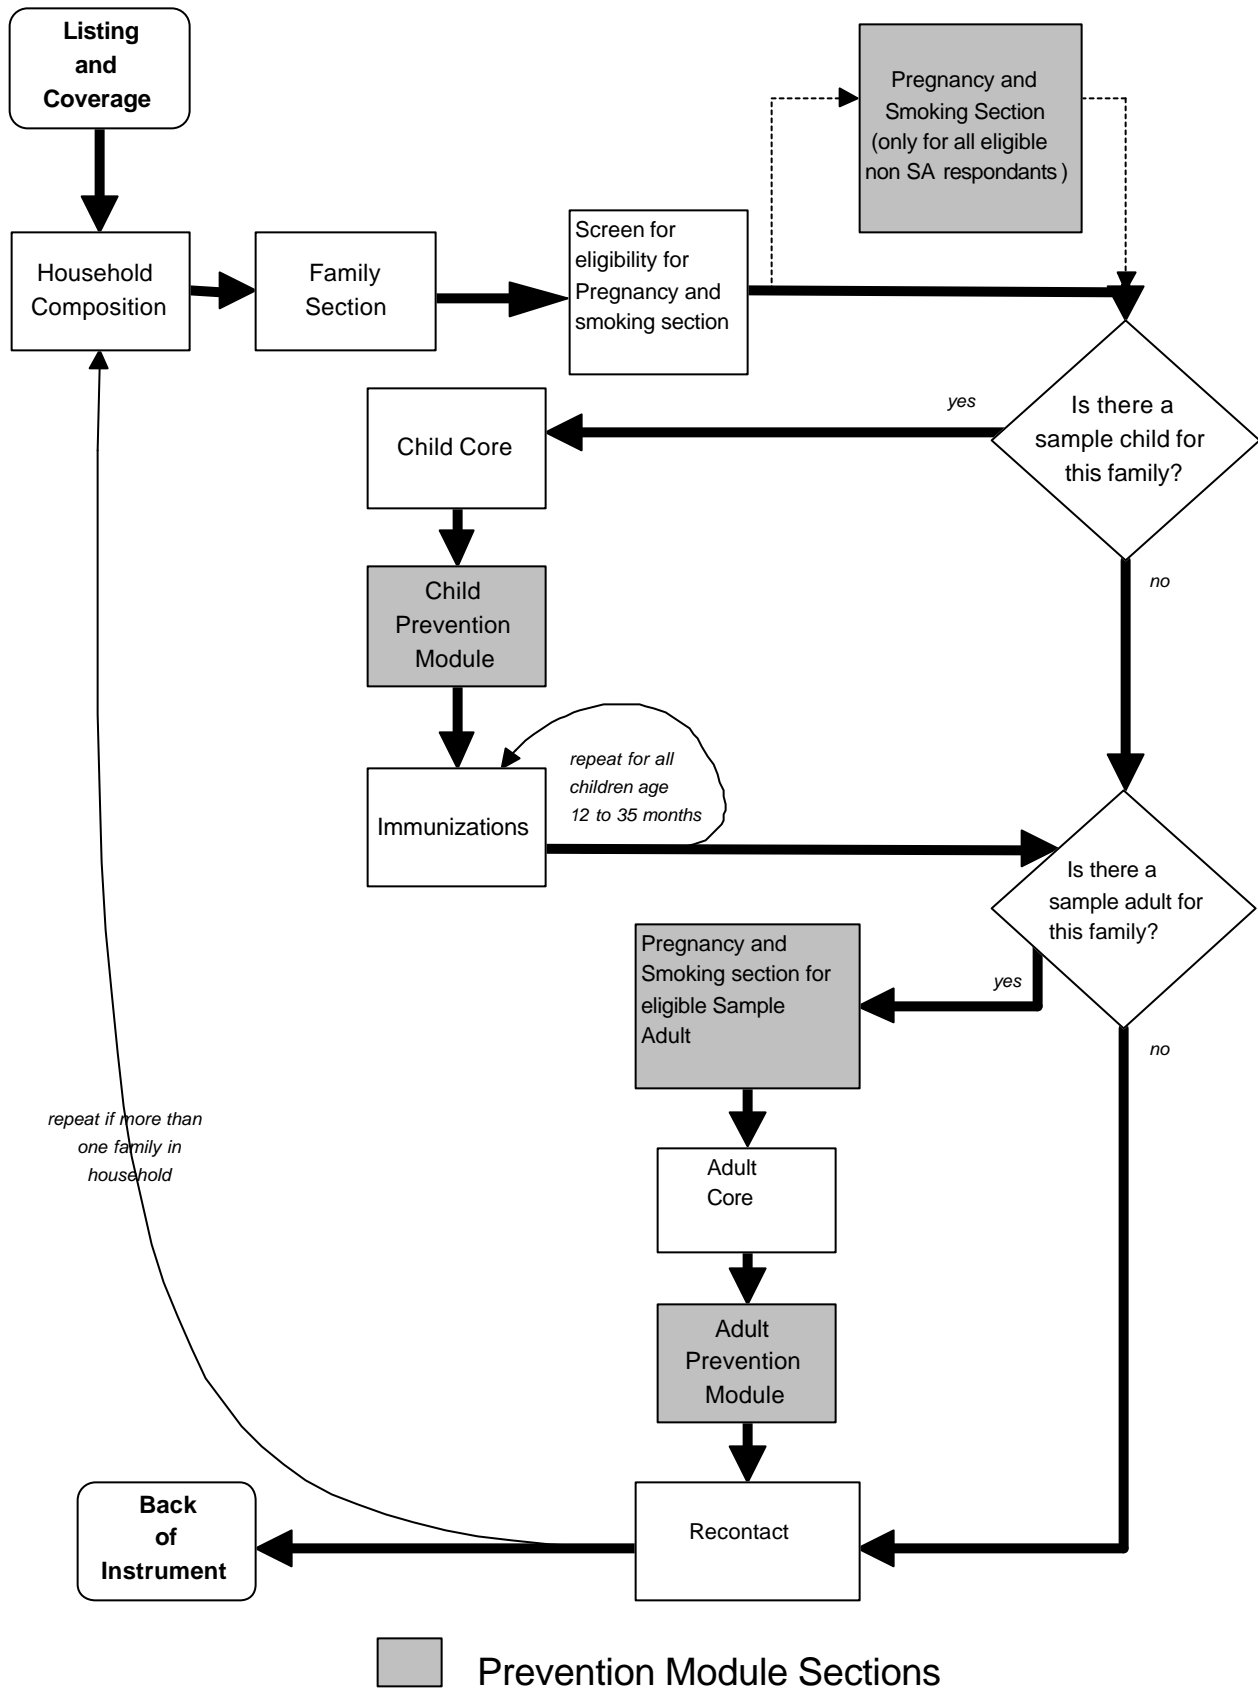 Listing
and
Coverage
Pregnancy and
Smoking Section
(only for all eligible
non SA respondants)
Household
Composition
Family
Section
Screen for
eligibility for
Pregnancy and
smoking section
Is there a
sample child for
this family?
yes
no
Child Core
Child
Prevention
Module
Immunizations
repeat for all
children age
12 to 35 months
Is there a
sample adult for
this family?
yes
no
Pregnancy and
Smoking section for
eligible Sample
Adult
Adult
Core
Adult
Prevention
Module
repeat if more than
one family in
household
Recontact
Back
of
Instrument
Prevention Module Sections